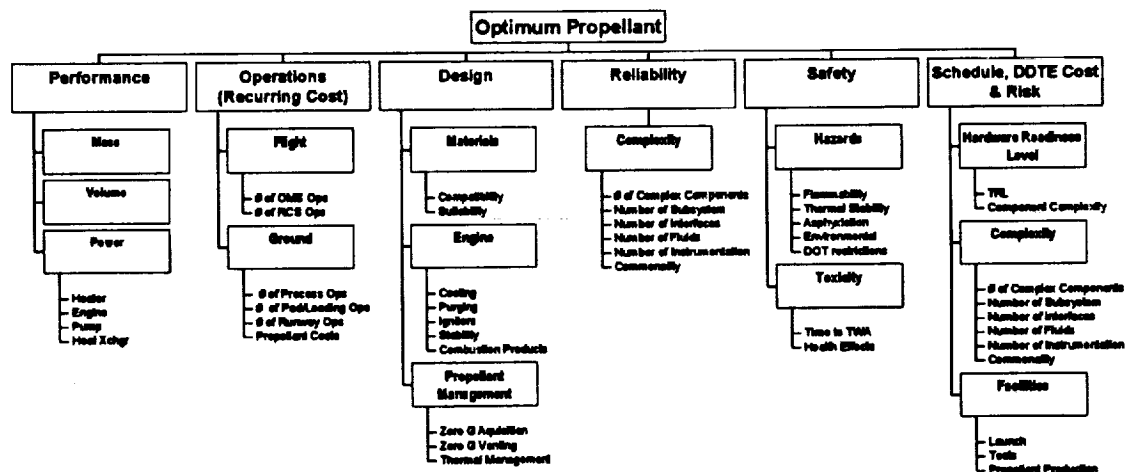 Optimum Propellant
Performance
Mass
Volume
Power
Heater
Engine
Pump
Heat Xchgr
Operations
(Recurring Cost)
Flight
# of OMS Ops
# of RCS Ops
Ground
# of Process Ops
# of Pad/Loading Ops
# of Runway Ops
Propellant Costs
Design
Materials
Compatibility
Suitability
Engine
Cooling
Purging
Igniters
Stability
Combustion Products
Propellant
Management
Zero G Aquisition
Zero G Venting
Thermal Management
Reliability
Complexity
# of Complex Components
Number of Subsystem
Number of Interfaces
Number of Fluids
Number of Instrumentation
Commonality
Safety
Hazards
Flammability
Thermal Stability
Asphyxiation
Environmental
DOT restrictions
Toxicity
Time to TWA
Health Effects
Schedule, DDTE Cost
& Risk
Hardware Readiness
Level
TRL
Component Complexity
Complexity
# of Complex Components
Number of Subsystem
Number of Interfaces
Number of Fluids
Number of Instrumentation
Commonality
Facilities
Launch
Tests
Propellant Production